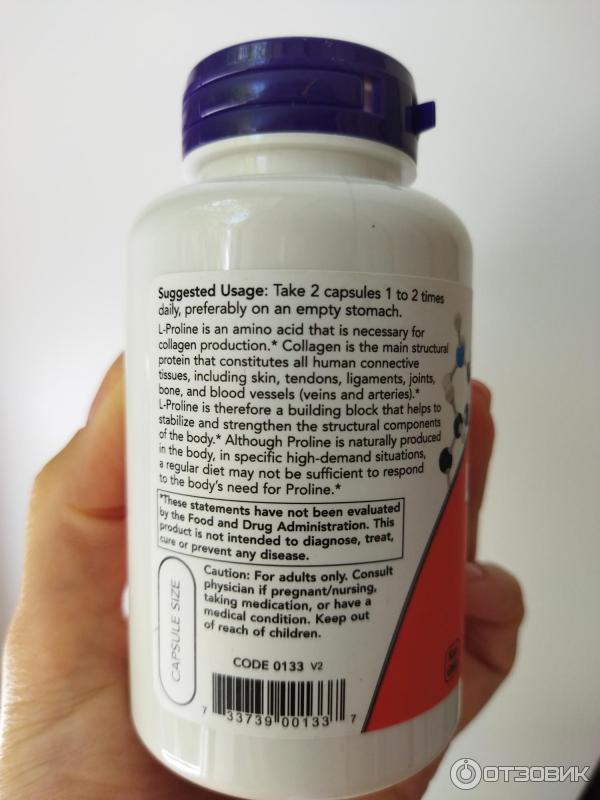 Suggested Usage: Take 2 capsules 1 to 2 times
daily, preferably on an empty stomach.
L-Proline is an amino acid that is necessary for
collagen production.* Collagen is the main structural
protein that constitutes all human connective
tissues, including skin, tendons, ligaments, joints,
bone, and blood vessels (veins and arteries).*
L-Proline is therefore a building block that helps to
stabilize and strengthen the structural components
of the body.* Although Proline is naturally produced
in the body, in specific high-demand situations,
a regular diet may not be sufficient to respond
to the body's need for Proline.*
*These statements have not been evaluated
by the Food and Drug Administration. This
product is not intended to diagnose, treat,
cure or prevent any disease.
CAPSULE SIZE
Caution: For adults only. Consult
physician if pregnant/nursing,
taking medication, or have a
medical condition. Keep out
of reach of children.
CODE 0133 V2
7 33739 00133 7
ОТЗОВИК